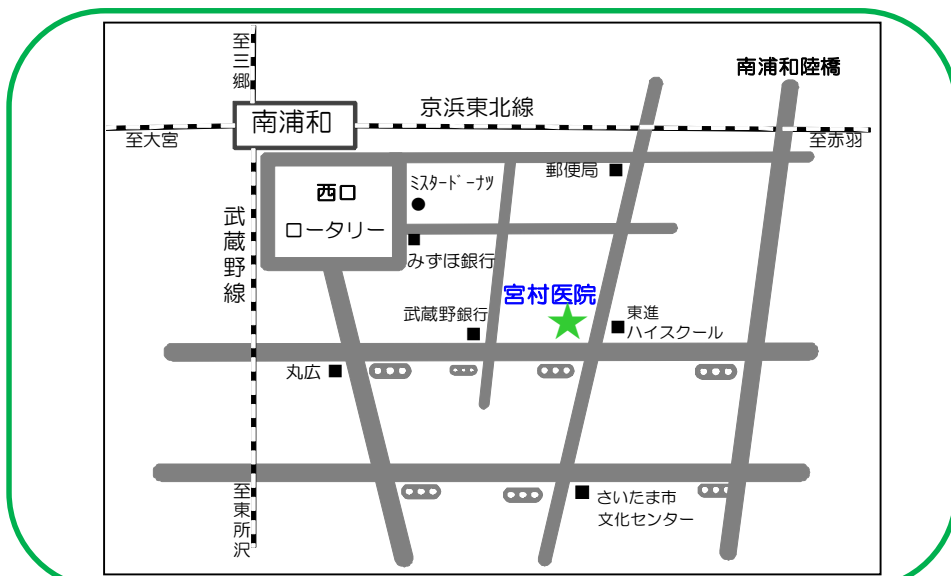 至三郷
南浦和陸橋
京浜東北線
南浦和
至大宮
至赤羽
郵便局
ミスタードーナツ
西口
ロータリー
武蔵野線
みずほ銀行
宮村医院
武蔵野銀行
東進
ハイスクール
丸広
至東所沢
さいたま市
文化センター